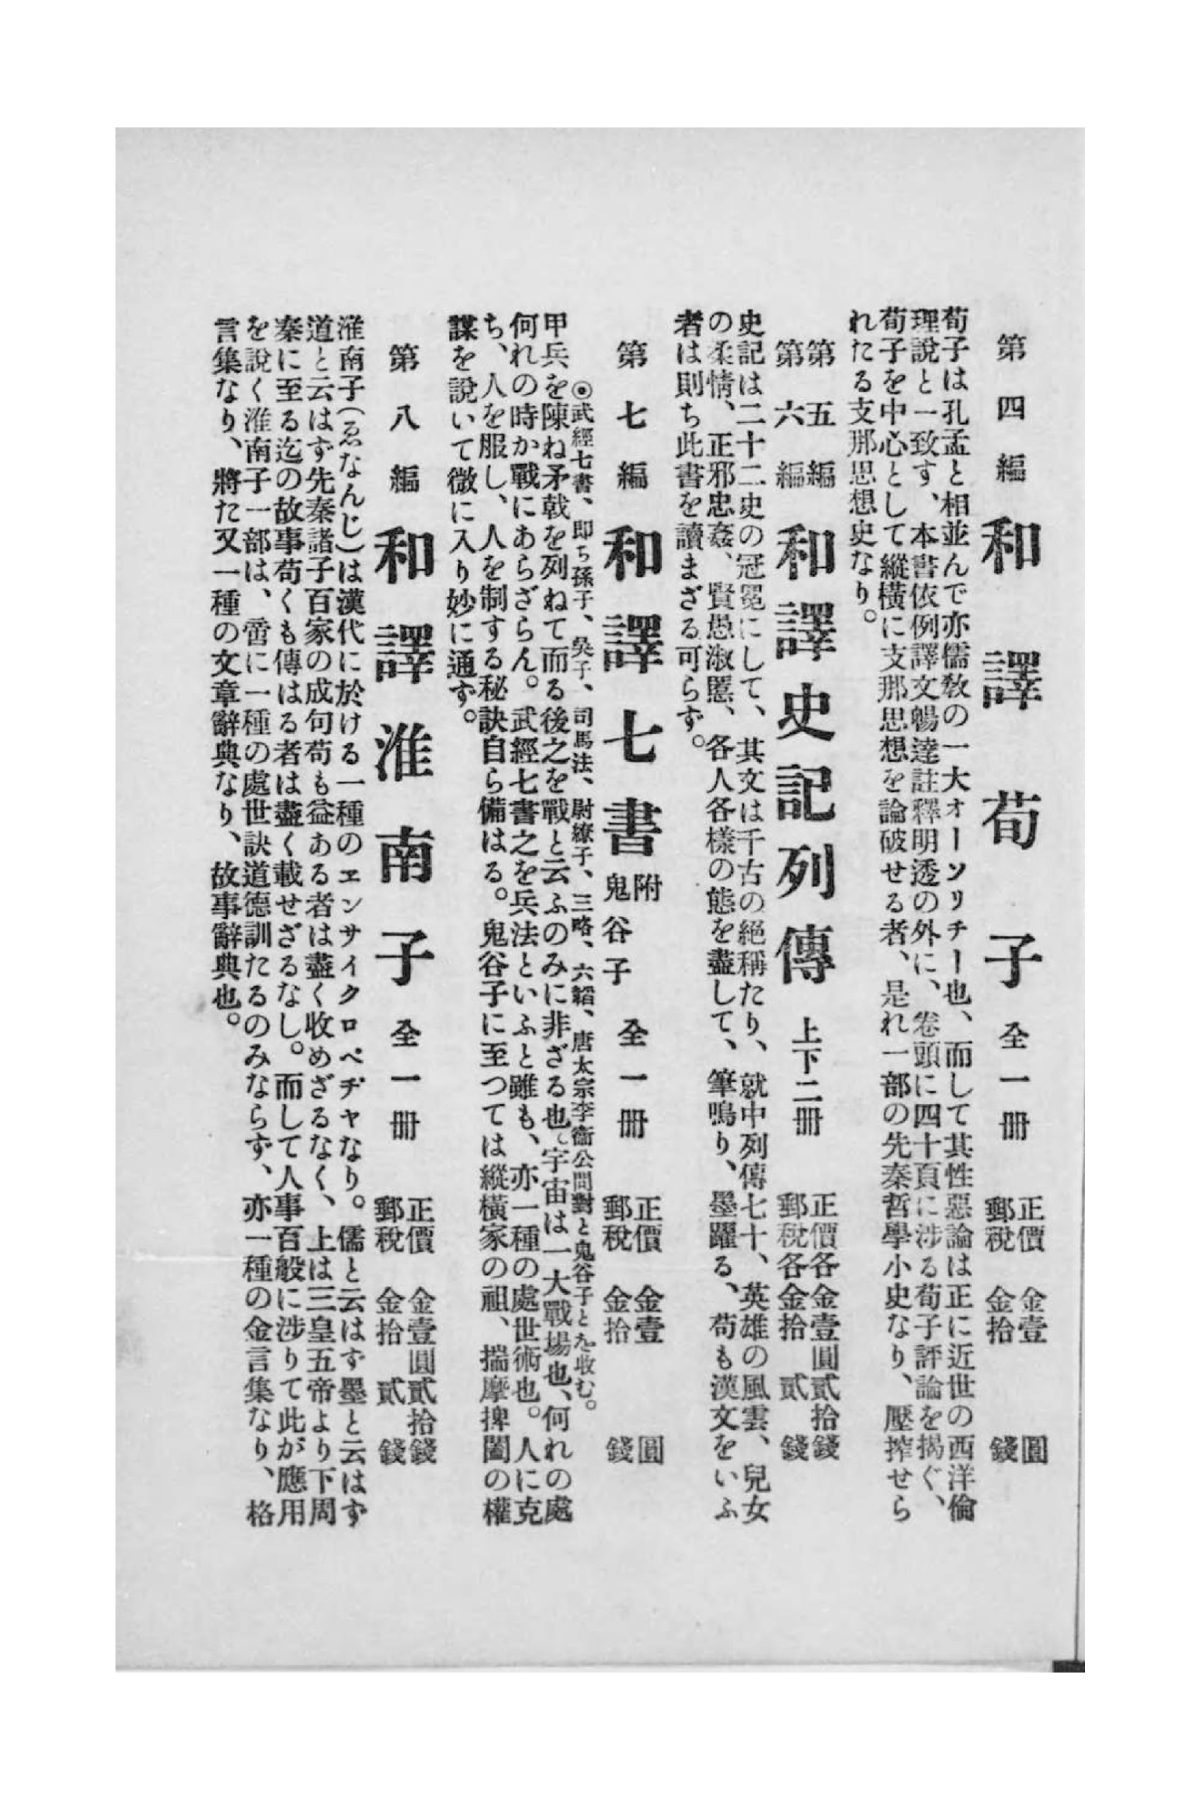 第四編 和譯荀子 全一册 正價 金壹圓 郵税 金拾錢
荀子は孔孟と相並んで亦儒敎の一大オーソリチー也、而して其性惡論は正に近世の西洋倫
理說と一致す、本書依例譯文暢達註釋明透の外に、卷頭に四十頁に涉る荀子評論を揭ぐ、
荀子を中心として縱橫に支那思想を論破せる者、是れ一部の先秦哲學小史なり、壓搾せら
れたる支那思想史なり。
第五編 第六編 和譯史記列傳 上下二册 正價各金壹圓貳拾錢 郵税各金拾貳錢
史記は二十二史の冠冕にして、其文は千古の絕稱たり、就中列傳七十、英雄の風雲、兒女
の柔情、正邪忠姦、賢愚淑慝、各人各樣の態を盡して、筆鳴り、墨躍る、苟も漢文をいふ
者は則ち此書を讀まざる可らず。
第七編 和譯七書 附鬼谷子 全一册 正價 金壹圓 郵税 金拾錢
◎武經七書、即ち孫子、吳子、司馬法、尉繚子、三略、六韜、唐太宗李衞公問對と鬼谷子とを收む。
甲兵を陳ね矛戟を列ねて而る後之を戰と云ふのみに非ざる也、宇宙は一大戰場也、何れの處
何れの時か戰にあらざらん。武經七書之を兵法といふと雖も、亦一種の處世術也。人に克
ち、人を服し、人を制する秘訣自ら備はる。鬼谷子に至つては縱橫家の祖、揣摩捭闔の權
謀を說いて微に入り妙に通ず。
第八編 和譯淮南子 全一册 正價 金壹圓貳拾錢 郵税 金拾貳錢
淮南子(ゑなんじ)は漢代に於ける一種のエンサイクロペヂヤなり。儒と云はず墨と云はず
道と云はず先秦諸子百家の成句苟も益ある者は盡く收めざるなく、上は三皇五帝より下周
秦に至る迄の故事苟くも傳はる者は盡く載せざるなし。而して人事百般に涉りて此が應用
を說く淮南子一部は、啻に一種の處世訣道德訓たるのみならず、亦一種の金言集なり、格
言集なり、將た又一種の文章辭典なり、故事辭典也。